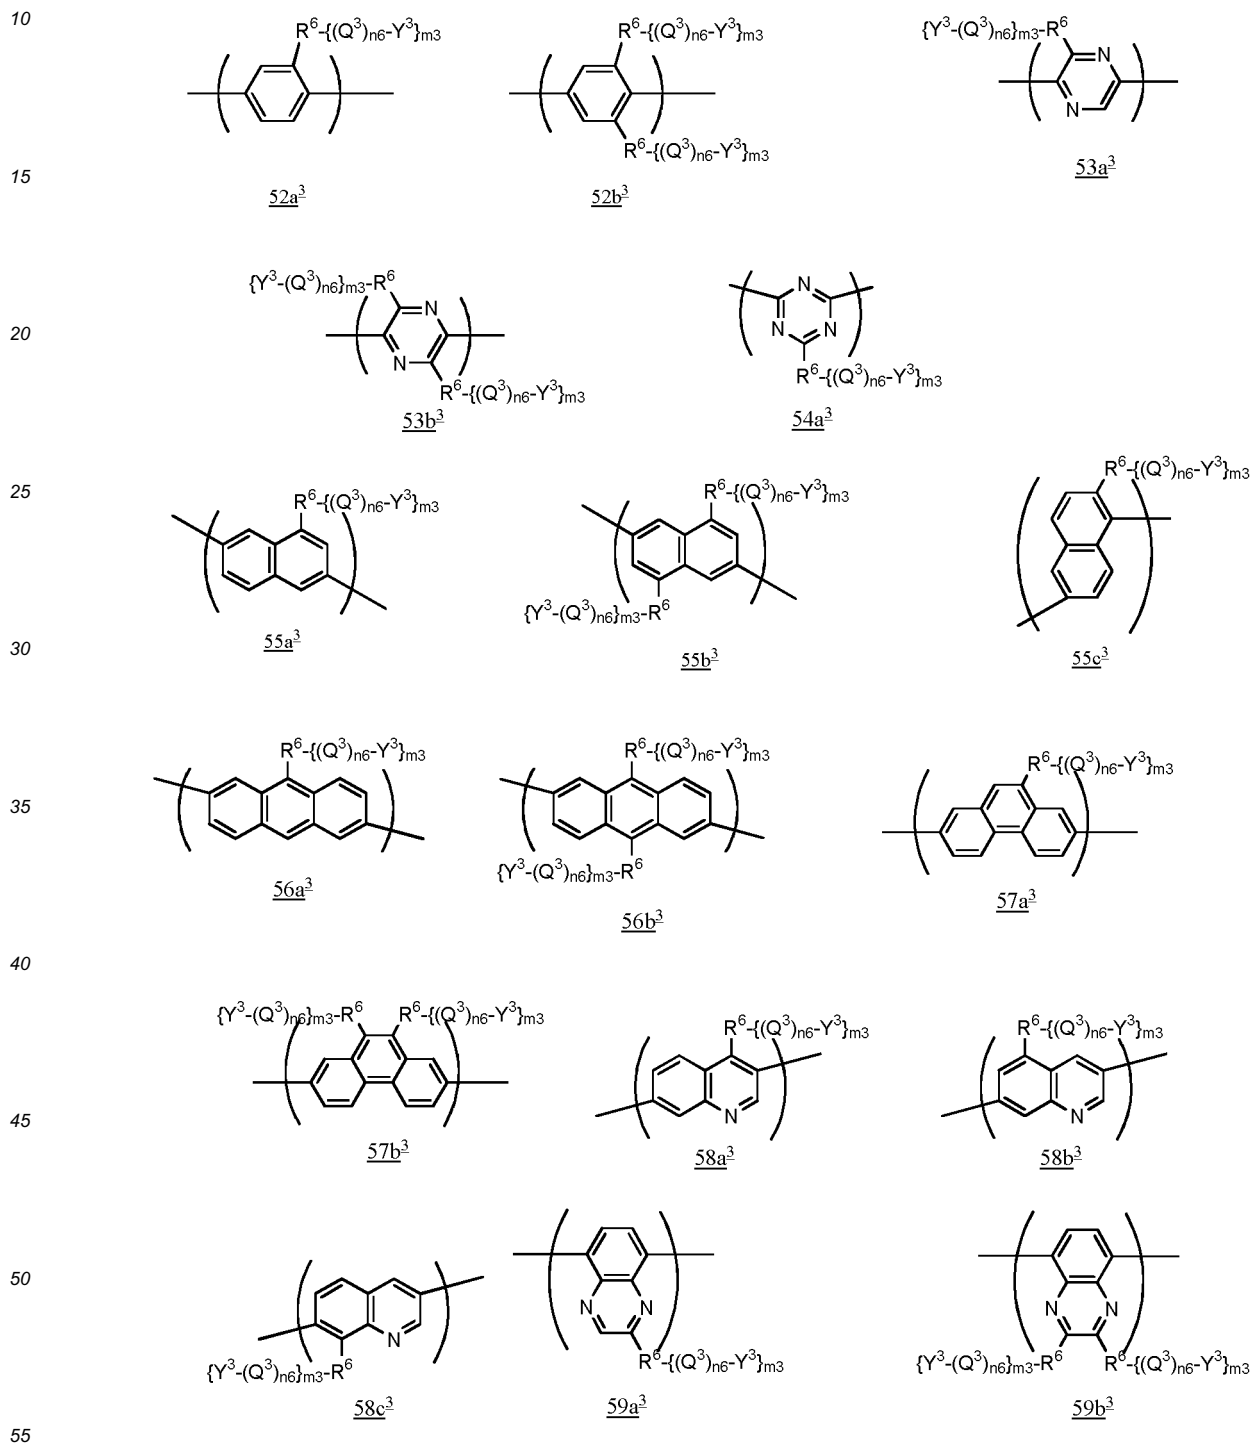 10
R⁶-{(Q³)n6-Y³}m3
R⁶-{(Q³)n6-Y³}m3
{Y³-(Q³)n6}m3-R⁶
N
N
R⁶-{(Q³)n6-Y³}m3
53a³
15
52a³
52b³
{Y³-(Q³)n6}m3-R⁶
N
N
N
N N
20
R⁶-{(Q³)n6-Y³}m3
R⁶-{(Q³)n6-Y³}m3
53b³
54a³
R⁶-{(Q³)n6-Y³}m3
25
R⁶-{(Q³)n6-Y³}m3
R⁶-{(Q³)n6-Y³}m3
{Y³-(Q³)n6}m3-R⁶
55a³
30
55b³
55c³
R⁶-{(Q³)n6-Y³}m3
R⁶-{(Q³)n6-Y³}m3
R⁶-{(Q³)n6-Y³}m3
35
{Y³-(Q³)n6}m3-R⁶
56a³
56b³
57a³
40
{Y³-(Q³)n6}m3-R⁶ R⁶-{(Q³)n6-Y³}m3
R⁶-{(Q³)n6-Y³}m3
R⁶-{(Q³)n6-Y³}m3
N
N
45
57b³
58a³
58b³
50
N
N N
N N
{Y³-(Q³)n6}m3-R⁶
R⁶-{(Q³)n6-Y³}m3
{Y³-(Q³)n6}m3-R⁶ R⁶-{(Q³)n6-Y³}m3
58c³
59a³
59b³
55